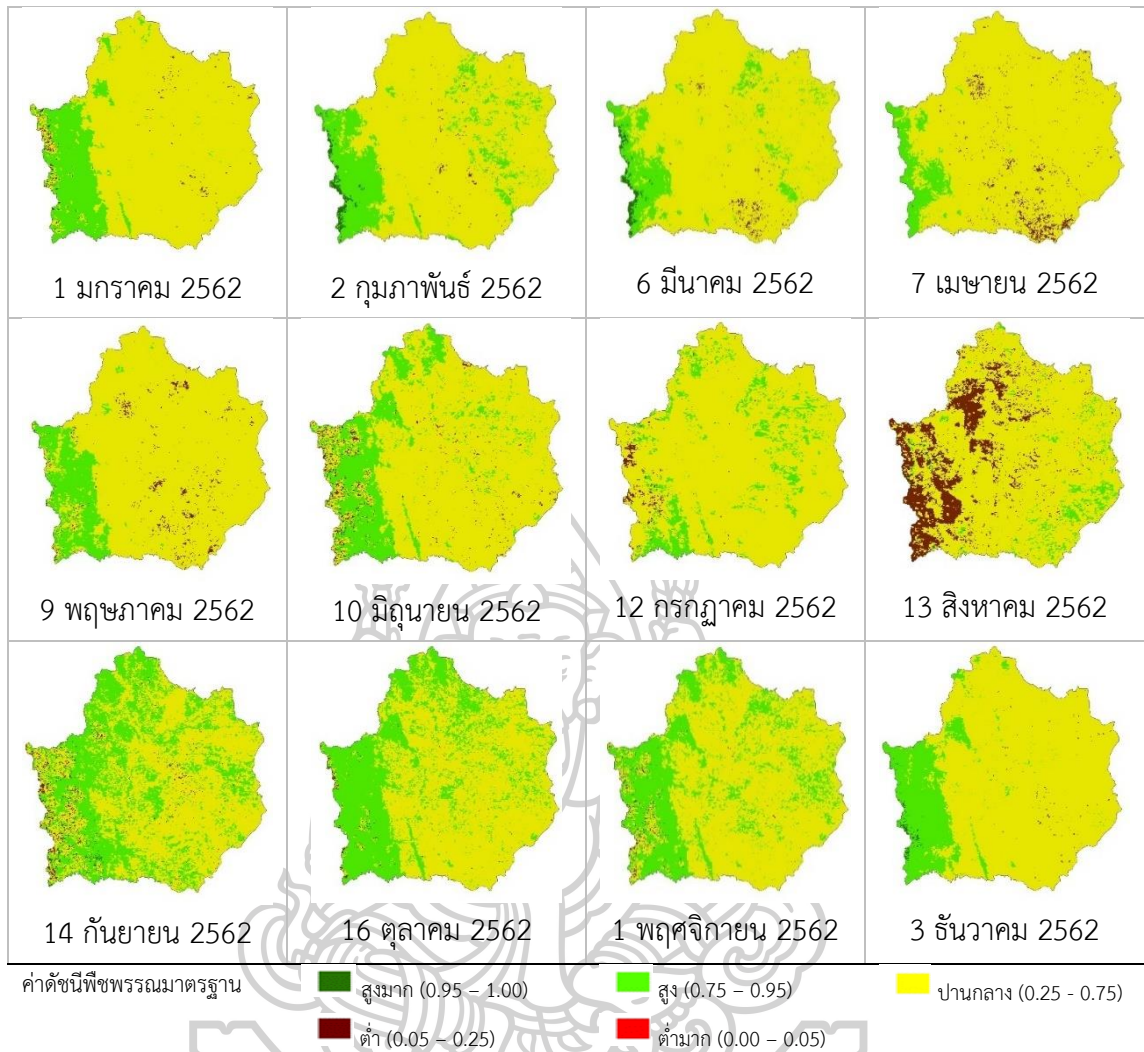 1 มกราคม 2562
2 กุมภาพันธ์ 2562
6 มีนาคม 2562
7 เมษายน 2562
9 พฤษภาคม 2562
10 มิถุนายน 2562
12 กรกฏาคม 2562
13 สิงหาคม 2562
14 กันยายน 2562
16 ตุลาคม 2562
1 พฤศจิกายน 2562
3 ธันวาคม 2562
ค่าดัชนีพืชพรรณมาตรฐาน
สูงมาก (0.95 – 1.00)
สูง (0.75 – 0.95)
ปานกลาง (0.25 - 0.75)
ต่ำ (0.05 – 0.25)
ต่ำมาก (0.00 – 0.05)